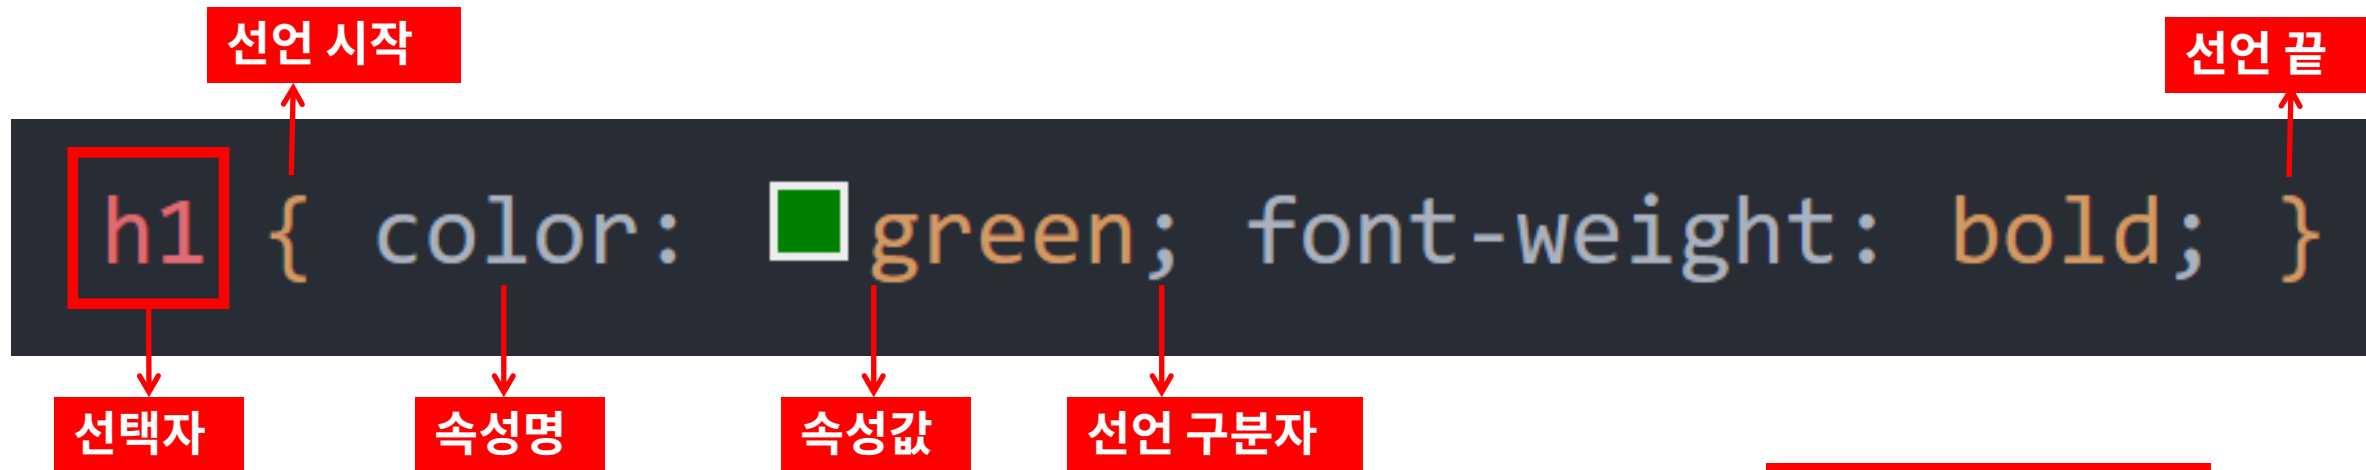 선언 시작
선언 끝
h1 { color: green; font-weight: bold; }
선택자
속성명
속성값
선언 구분자